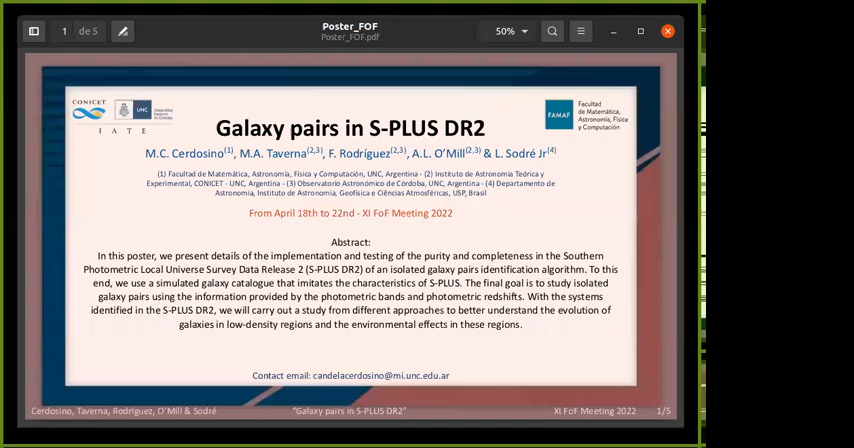 Poster_FOF
Poster_FOF.pdf
1 de 5
50%
CONICET
UNC
Universidad
Nacional
de Córdoba
I A T E
FAMAF
Facultad
de Matemática,
Astronomía, Física
y Computación
Galaxy pairs in S-PLUS DR2
M.C. Cerdosino(1), M.A. Taverna(2,3), F. Rodríguez(2,3), A.L. O'Mill(2,3) & L. Sodré Jr(4)
(1) Facultad de Matemática, Astronomía, Física y Computación, UNC, Argentina - (2) Instituto de Astronomía Teórica y
Experimental, CONICET - UNC, Argentina - (3) Observatorio Astronómico de Córdoba, UNC, Argentina - (4) Departamento de
Astronomia, Instituto de Astronomia, Geofísica e Ciências Atmosféricas, USP, Brasil
From April 18th to 22nd - XI FoF Meeting 2022
Abstract:
In this poster, we present details of the implementation and testing of the purity and completeness in the Southern
Photometric Local Universe Survey Data Release 2 (S-PLUS DR2) of an isolated galaxy pairs identification algorithm. To this
end, we use a simulated galaxy catalogue that imitates the characteristics of S-PLUS. The final goal is to study isolated
galaxy pairs using the information provided by the photometric bands and photometric redshifts. With the systems
identified in the S-PLUS DR2, we will carry out a study from different approaches to better understand the evolution of
galaxies in low-density regions and the environmental effects in these regions.
Contact email: candelacerdosino@mi.unc.edu.ar
Cerdosino, Taverna, Rodríguez, O'Mill & Sodré
"Galaxy pairs in S-PLUS DR2"
XI FoF Meeting 2022
1/5